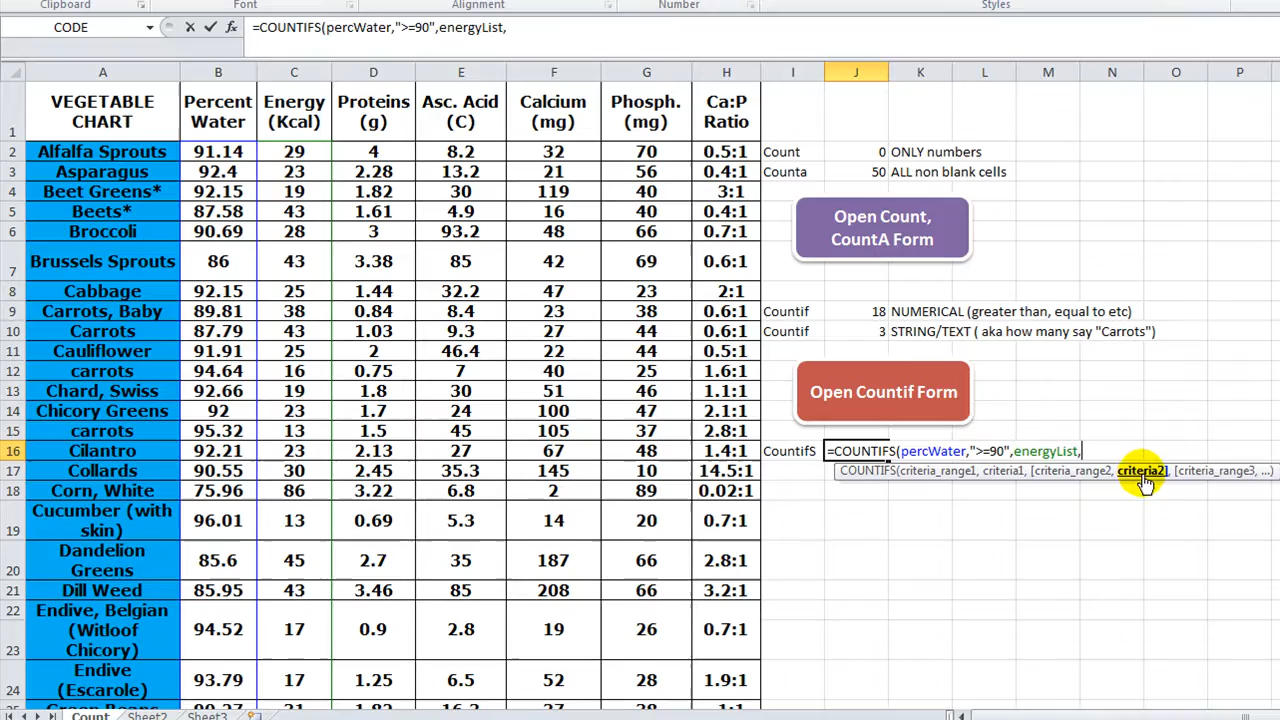 Clipboard Font Alignment Number Styles
CODE =COUNTIFS(percWater,">=90",energyList,
A B C D E F G H I J K L M N O P
1 VEGETABLE CHART Percent Water Energy (Kcal) Proteins (g) Asc. Acid (C) Calcium (mg) Phosph. (mg) Ca:P Ratio
2 Alfalfa Sprouts 91.14 29 4 8.2 32 70 0.5:1 Count 0 ONLY numbers
3 Asparagus 92.4 23 2.28 13.2 21 56 0.4:1 Counta 50 ALL non blank cells
4 Beet Greens* 92.15 19 1.82 30 119 40 3:1
5 Beets* 87.58 43 1.61 4.9 16 40 0.4:1
Open Count,
CountA Form
6 Broccoli 90.69 28 3 93.2 48 66 0.7:1
7 Brussels Sprouts 86 43 3.38 85 42 69 0.6:1
8 Cabbage 92.15 25 1.44 32.2 47 23 2:1
9 Carrots, Baby 89.81 38 0.84 8.4 23 38 0.6:1 Countif 18 NUMERICAL (greater than, equal to etc)
10 Carrots 87.79 43 1.03 9.3 27 44 0.6:1 Countif 3 STRING/TEXT ( aka how many say "Carrots")
11 Cauliflower 91.91 25 2 46.4 22 44 0.5:1
12 carrots 94.64 16 0.75 7 40 25 1.6:1
13 Chard, Swiss 92.66 19 1.8 30 51 46 1.1:1
Open Countif Form
14 Chicory Greens 92 23 1.7 24 100 47 2.1:1
15 carrots 95.32 13 1.5 45 105 37 2.8:1
16 Cilantro 92.21 23 2.13 27 67 48 1.4:1 CountifS =COUNTIFS(percWater,">=90",energyList,
17 Collards 90.55 30 2.45 35.3 145 10 14.5:1 COUNTIFS(criteria_range1, criteria1, [criteria_range2, criteria2], [criteria_range3, ...)
18 Corn, White 75.96 86 3.22 6.8 2 89 0.02:1
19 Cucumber (with skin) 96.01 13 0.69 5.3 14 20 0.7:1
20 Dandelion Greens 85.6 45 2.7 35 187 66 2.8:1
21 Dill Weed 85.95 43 3.46 85 208 66 3.2:1
22 Endive, Belgian
23 (Witloof Chicory) 94.52 17 0.9 2.8 19 26 0.7:1
24 Endive (Escarole) 93.79 17 1.25 6.5 52 28 1.9:1
Green Beans 90.27 31
Count Sheet2 Sheet3